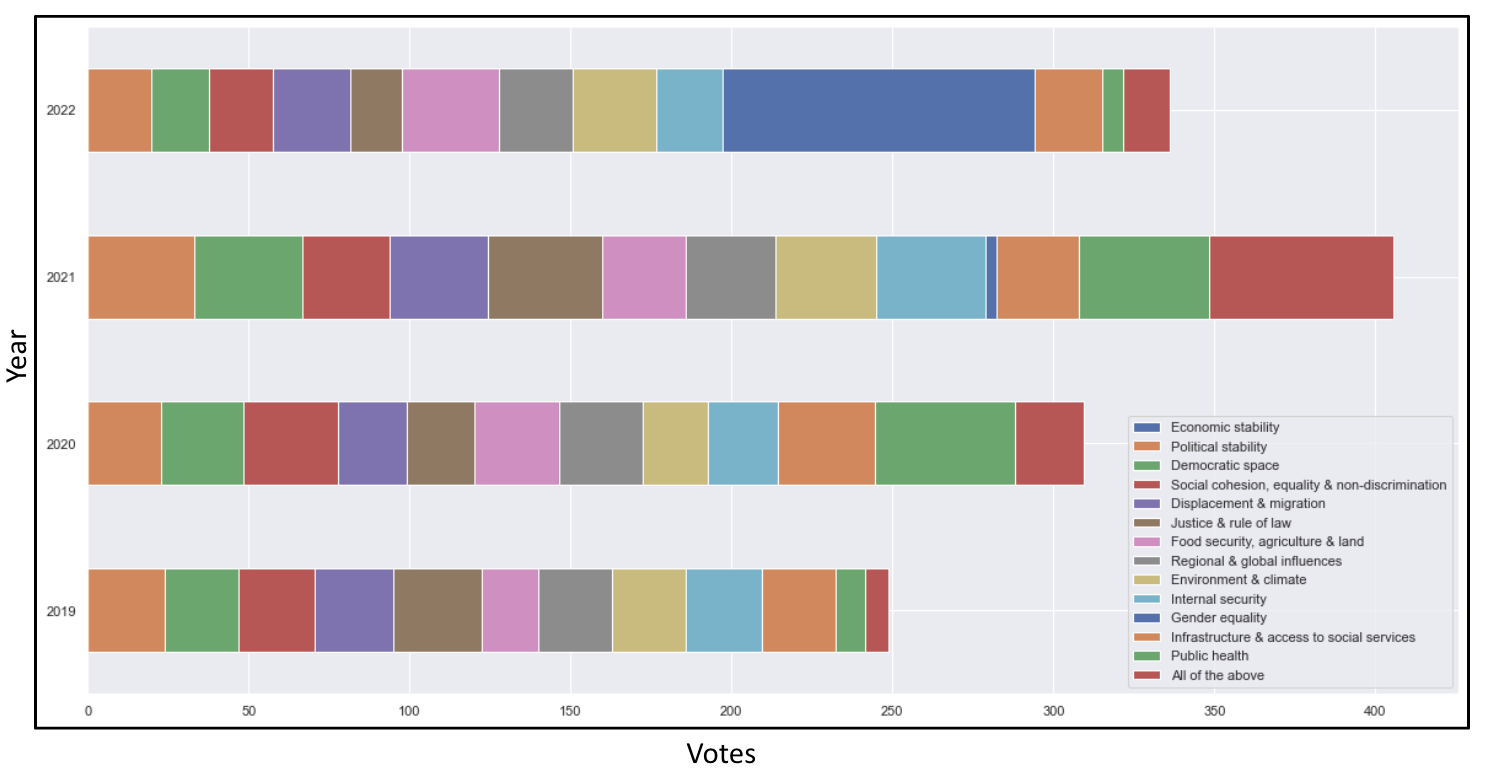 2022
2021
2020
2019
Year
Economic stability
Political stability
Democratic space
Social cohesion, equality & non-discrimination
Displacement & migration
Justice & rule of law
Food security, agriculture & land
Regional & global influences
Environment & climate
Internal security
Gender equality
Infrastructure & access to social services
Public health
All of the above
0 50 100 150 200 250 300 350 400
Votes